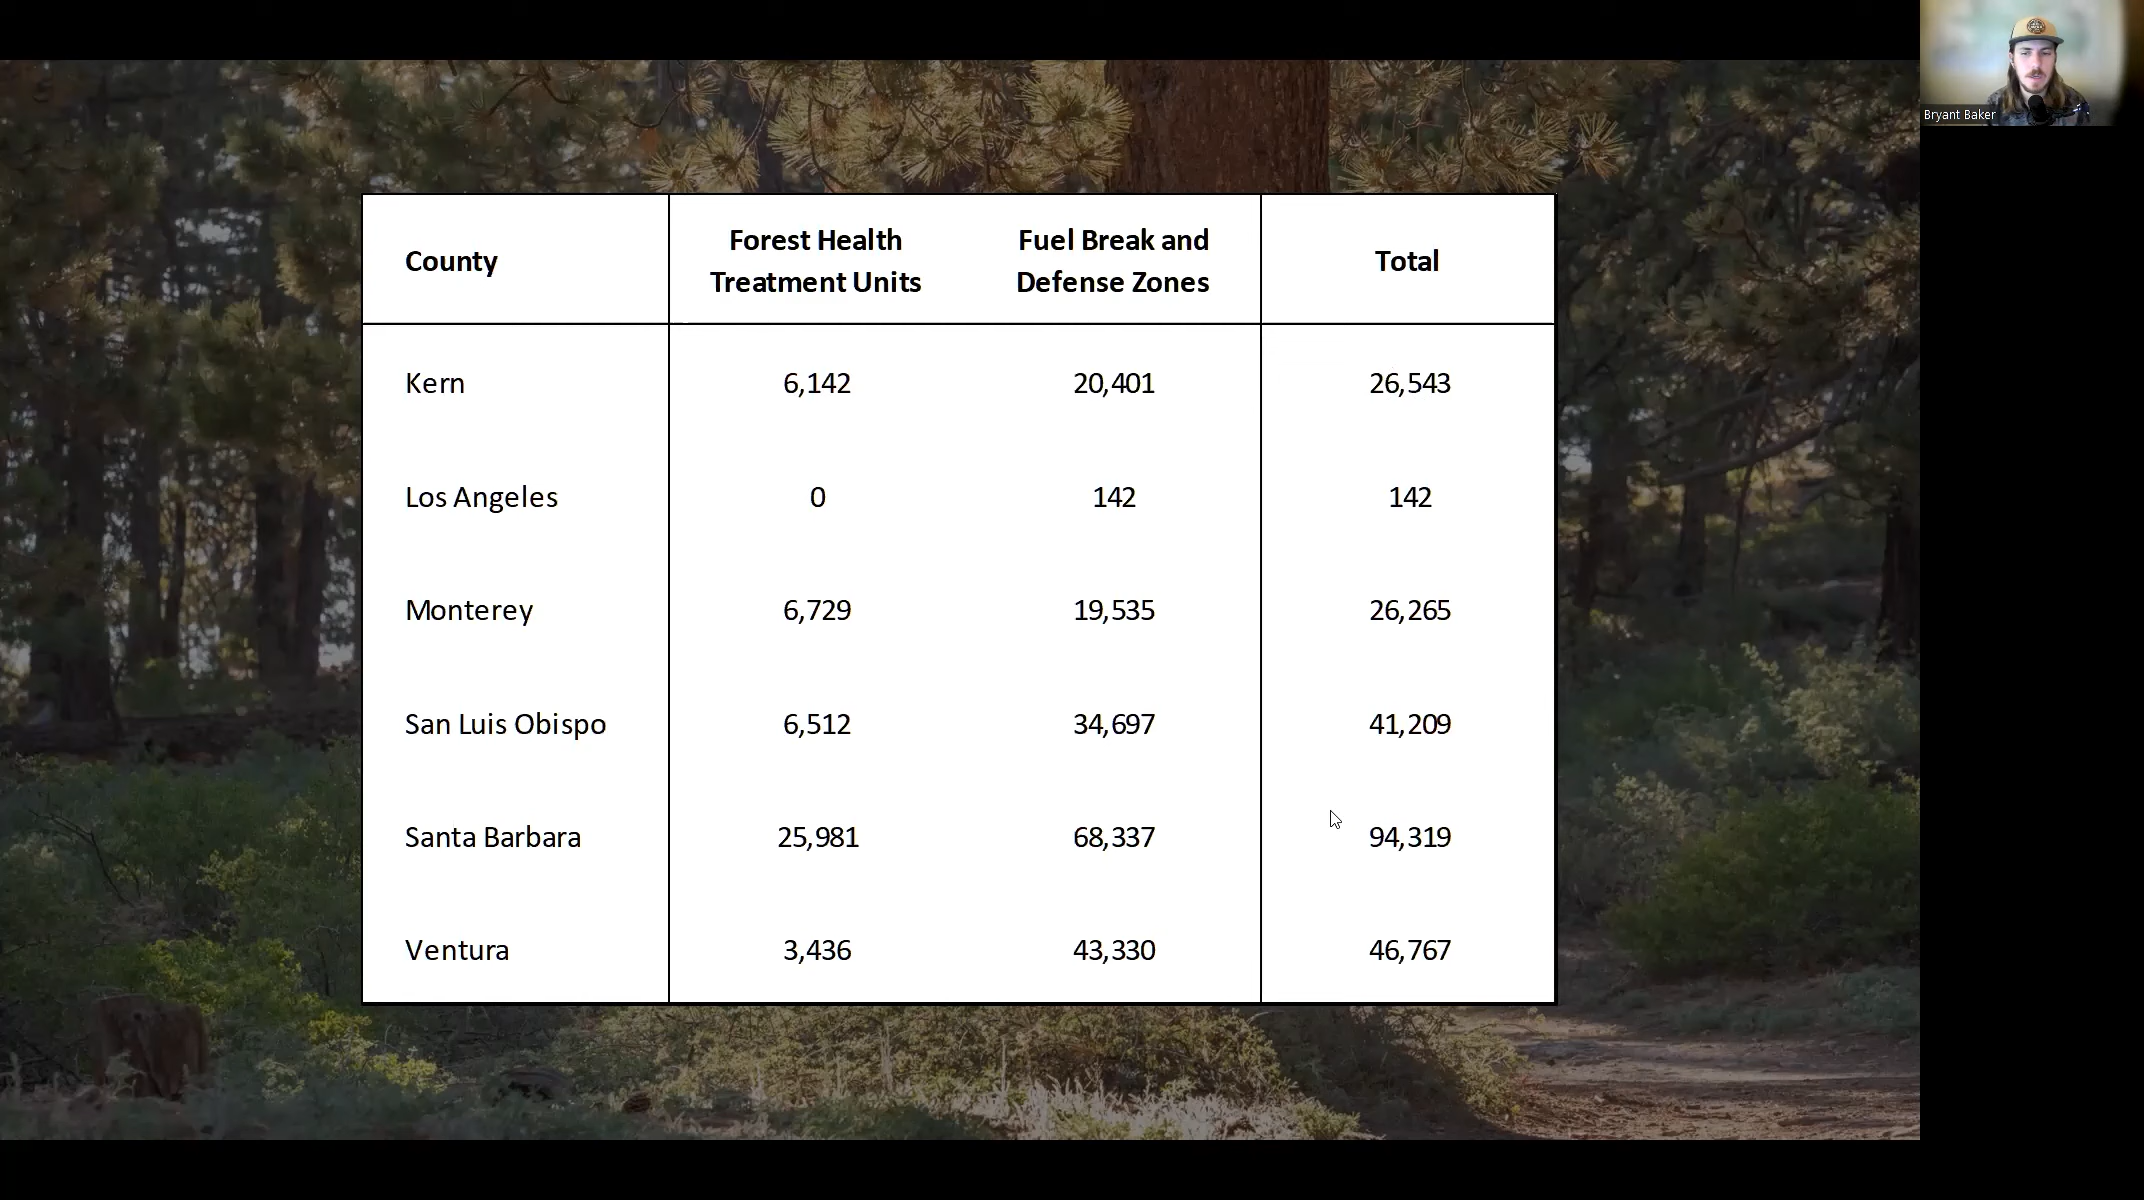 Bryant Baker
County Forest Health Treatment Units Fuel Break and Defense Zones Total
Kern 6,142 20,401 26,543
Los Angeles 0 142 142
Monterey 6,729 19,535 26,265
San Luis Obispo 6,512 34,697 41,209
Santa Barbara 25,981 68,337 94,319
Ventura 3,436 43,330 46,767